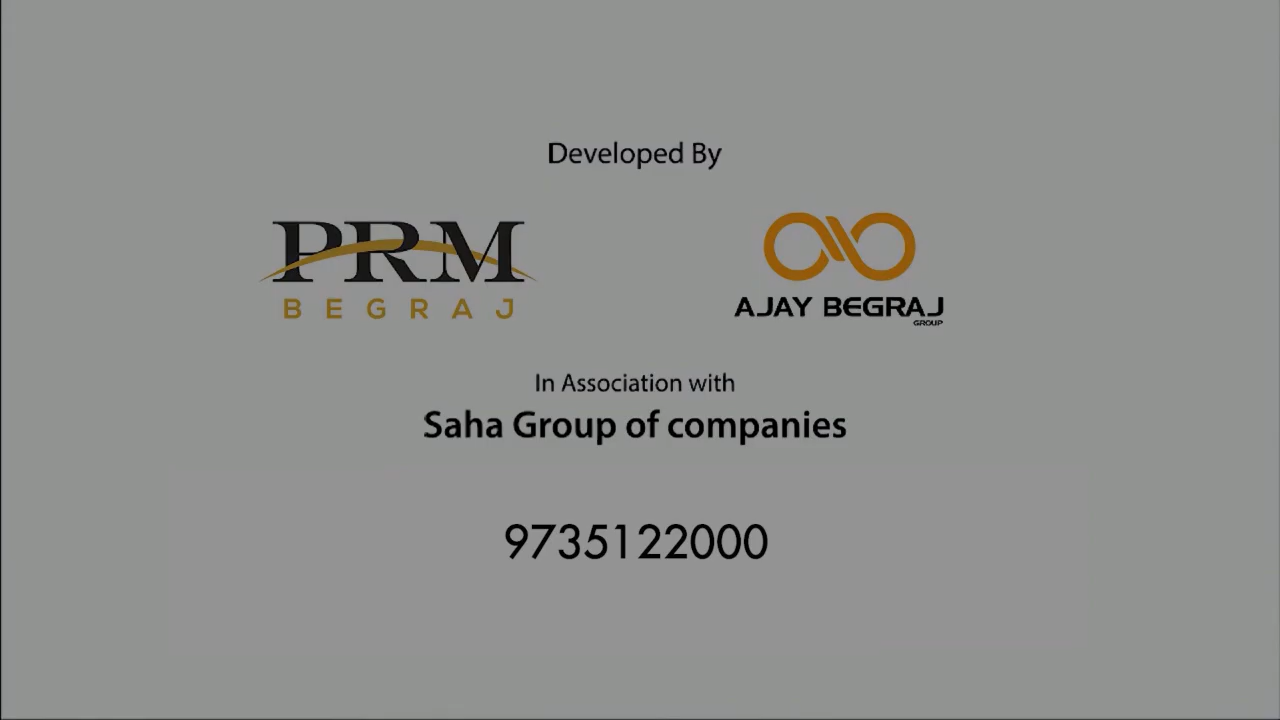 Developed By
PRM
BEGRAJ
AJAY BEGRAJ
GROUP
In Association with
Saha Group of companies
9735122000